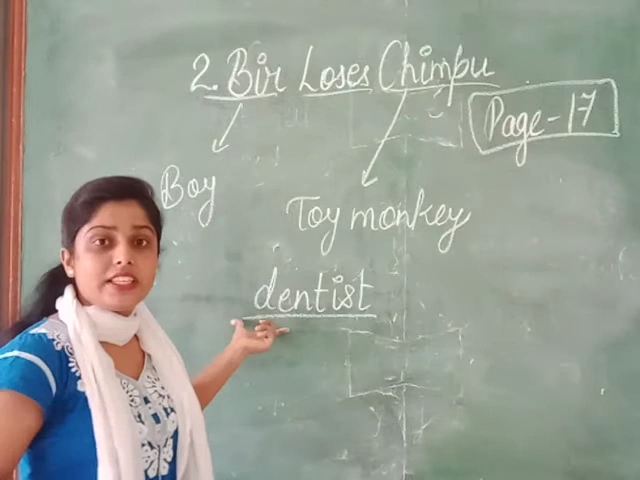 2. Bir Loses Chimpu
Page-17
Boy
Toy monkey
dentist